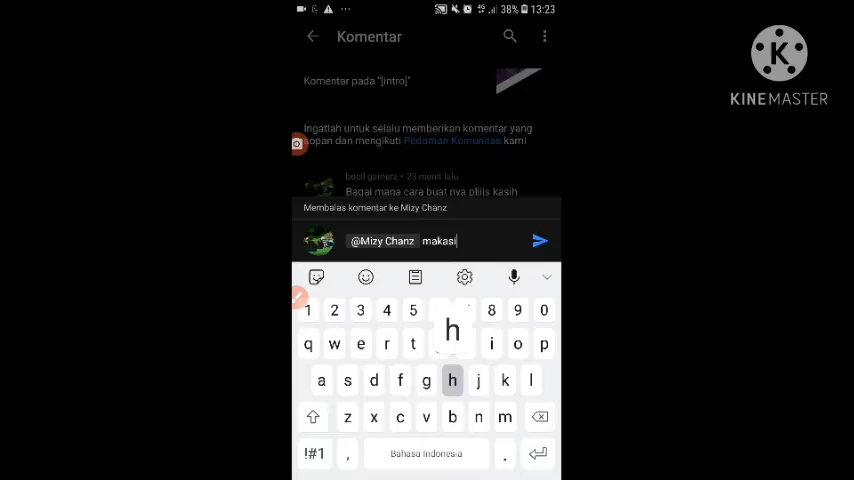 38% 13:23
Komentar
KINEMASTER
Komentar pada "[intro]"
Ingatlah untuk selalu memberikan komentar yang
sopan dan mengikuti Pedoman Komunitas kami
bocil gamerz • 23 menit lalu
Bagai mana cara buat nya pliiis kasih
Membalas komentar ke Mizy Chanz
@Mizy Chanz makasi
1 2 3 4 5 8 9 0
q w e r t h i o p
a s d f g h j k l
z x c v b n m
!#1 , Bahasa Indonesia .